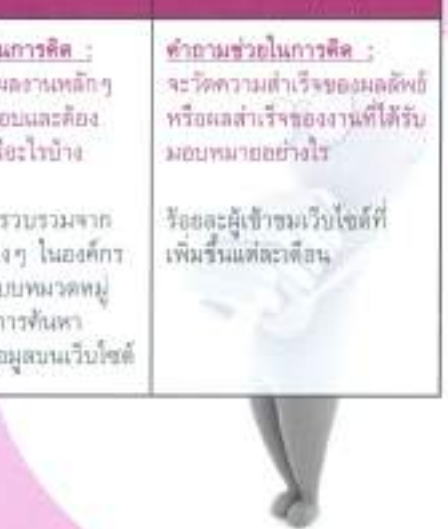 นการคิด :
ผลงานหลักๆ
อบและต้อง
อะไรบ้าง
รวบรวมจาก
งๆ ในองค์กร
บบหมวดหมู่
การค้นหา
อมูลบนเว็บไซต์
คำถามช่วยในการคิด :
จะวัดความสำเร็จของผลลัพธ์
หรือผลสำเร็จของงานที่ได้รับ
มอบหมายอย่างไร
ร้อยละผู้เข้าชมเว็บไซต์ที่
เพิ่มขึ้นแต่ละเดือน